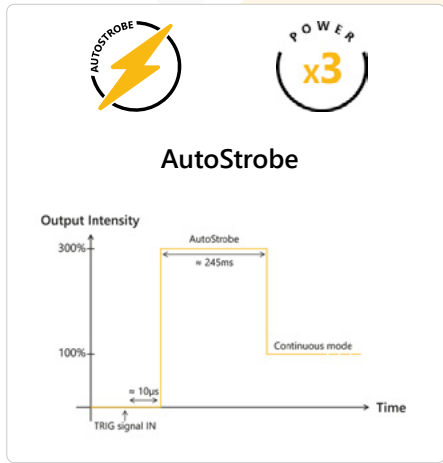 AUTOSTROBE
POWER
x3
AutoStrobe
Output Intensity
300%
AutoStrobe
≈ 245ms
100%
Continuous mode
≈ 10µs
Time
TRIG signal IN